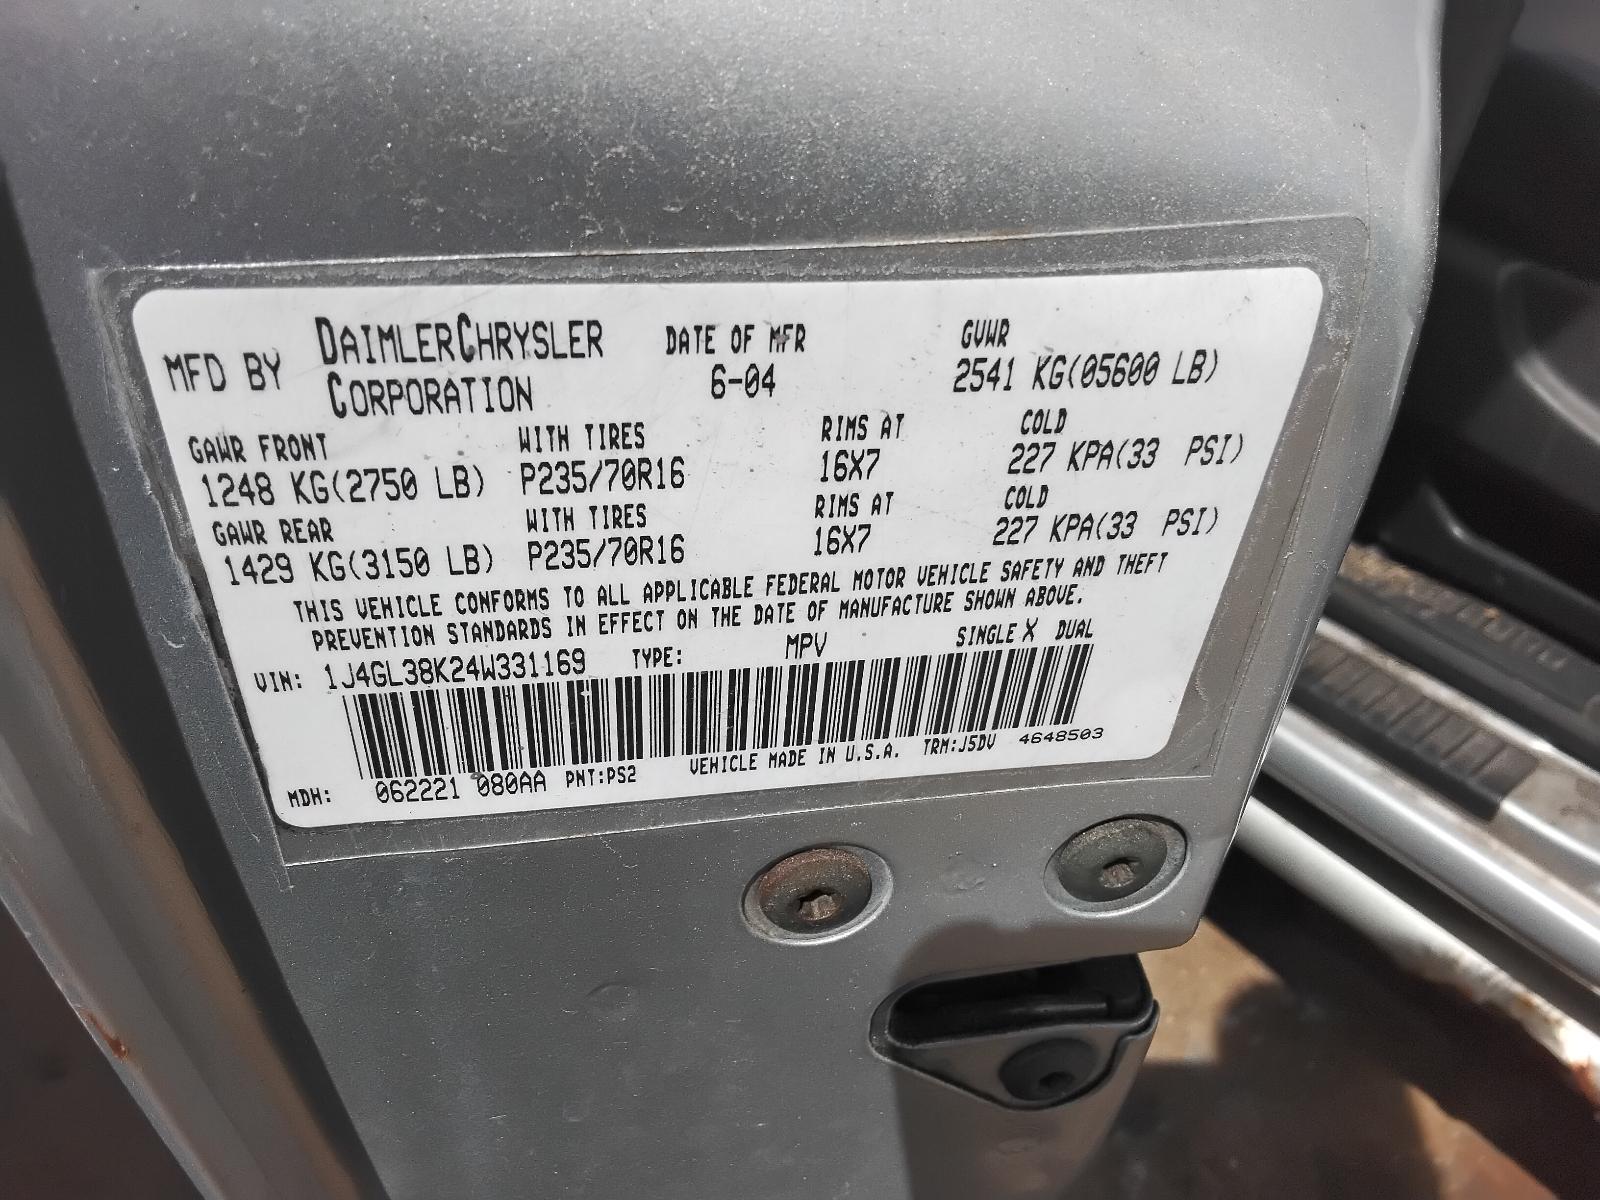 MFD BY DAIMLERCHRYSLER CORPORATION
DATE OF MFR
6-04
GVWR
2541 KG(05600 LB)
GAWR FRONT WITH TIRES RIMS AT COLD
1248 KG(2750 LB) P235/70R16 16X7 227 KPA(33 PSI)
GAWR REAR WITH TIRES RIMS AT COLD
1429 KG(3150 LB) P235/70R16 16X7 227 KPA(33 PSI)
THIS VEHICLE CONFORMS TO ALL APPLICABLE FEDERAL MOTOR VEHICLE SAFETY AND THEFT
PREVENTION STANDARDS IN EFFECT ON THE DATE OF MANUFACTURE SHOWN ABOVE.
VIN: 1J4GL38K24W331169 TYPE: MPV SINGLE X DUAL
MDH: 062221 080AA PNT:PS2 VEHICLE MADE IN U.S.A. TRM:J5DV 4648503